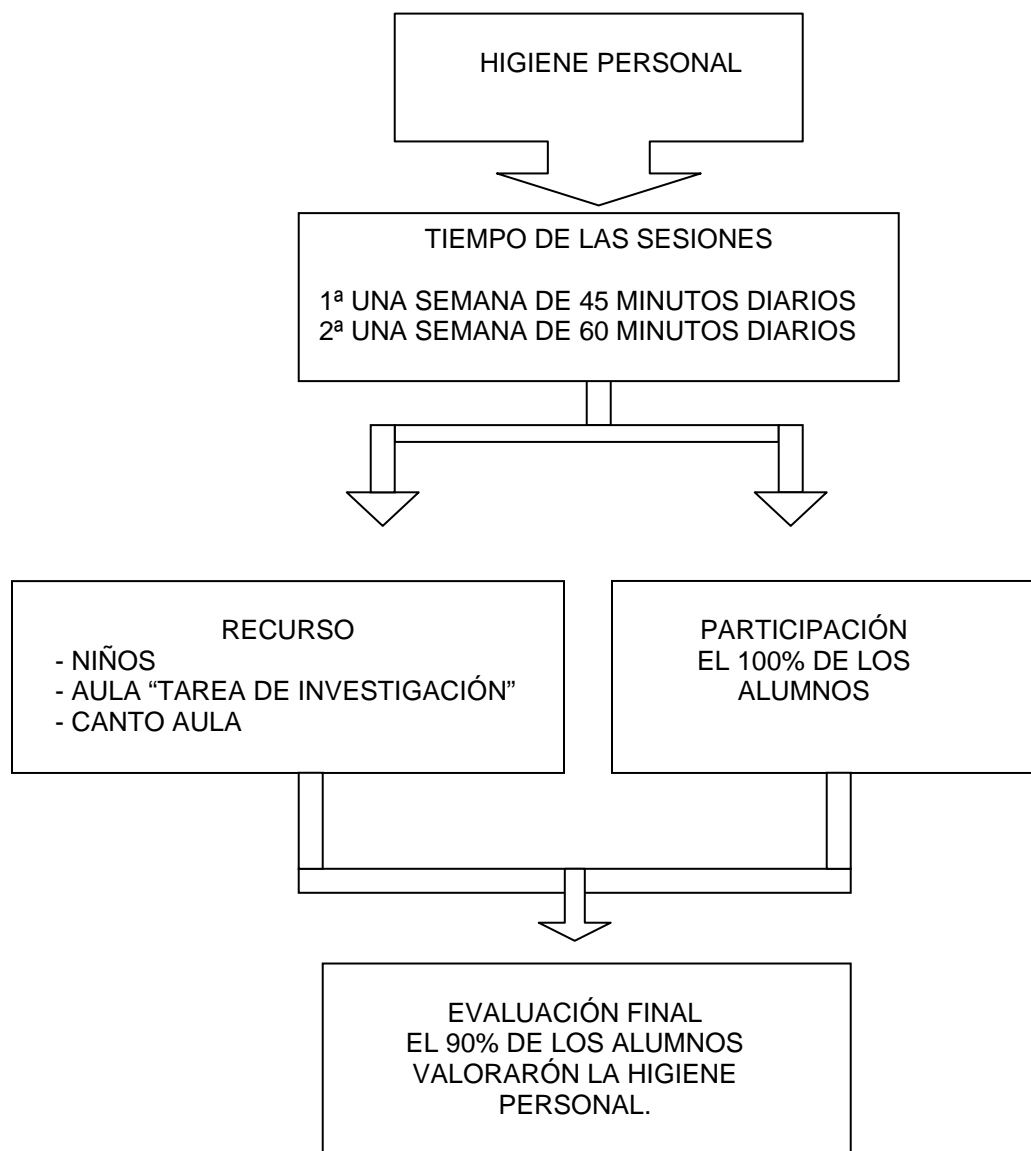 HIGIENE PERSONAL
TIEMPO DE LAS SESIONES
1ª UNA SEMANA DE 45 MINUTOS DIARIOS
2ª UNA SEMANA DE 60 MINUTOS DIARIOS
RECURSO
- NIÑOS
- AULA “TAREA DE INVESTIGACIÓN”
- CANTO AULA
PARTICIPACIÓN
EL 100% DE LOS
ALUMNOS
EVALUACIÓN FINAL
EL 90% DE LOS ALUMNOS
VALORARÓN LA HIGIENE
PERSONAL.